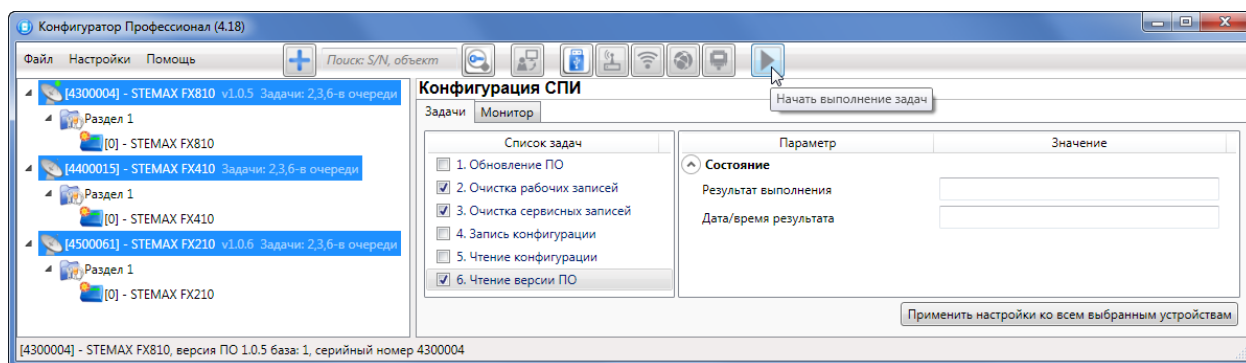 Конфигуратор Профессионал (4.18)
Файл Настройки Помощь Поиск: S/N, объект
[4300004] - STEMAX FX810 v1.0.5 Задачи: 2,3,6-в очереди
Раздел 1
[0] - STEMAX FX810
[4400015] - STEMAX FX410 Задачи: 2,3,6-в очереди
Раздел 1
[0] - STEMAX FX410
[4500061] - STEMAX FX210 v1.0.6 Задачи: 2,3,6-в очереди
Раздел 1
[0] - STEMAX FX210
Конфигурация СПИ
Начать выполнение задач
Задачи Монитор
Список задач
1. Обновление ПО
2. Очистка рабочих записей
3. Очистка сервисных записей
4. Запись конфигурации
5. Чтение конфигурации
6. Чтение версии ПО
Параметр Значение
Состояние
Результат выполнения
Дата/время результата
Применить настройки ко всем выбранным устройствам
[4300004] - STEMAX FX810, версия ПО 1.0.5 база: 1, серийный номер 4300004